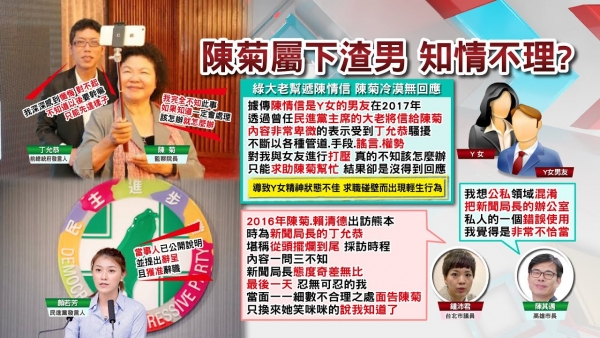 陳菊屬下渣男 知情不理?
我深深感到懺悔 對不起
不知道以後要幹嘛
只能先這樣子
我完全不知此事
如果知道一定會處理
該怎麼辦就怎麼辦
丁允恭
前總統府發言人
陳 菊
監察院長
綠大老幫遞陳情信 陳菊冷漠無回應
據傳陳情信是Y女的男友在2017年
透過曾任民進黨主席的大老將信給陳菊
內容非常卑微的表示受到丁允恭騷擾
不斷以各種管道.手段.謠言.權勢
對我與女友進行打壓 真的不知該怎麼辦
只能求助陳菊幫忙 結果卻是沒得到回應
導致Y女精神狀態不佳 求職碰壁而出現輕生行為
Y 女
Y女男友
民主進步
DEMOC
RESSIVE PARTY
當事人已公開說明
並提出辭呈
且獲准辭職
顏若芳
民進黨發言人
2016年陳菊.賴清德出訪熊本
時為新聞局長的丁允恭
堪稱從頭擺爛到尾 採訪時程
內容一問三不知
新聞局長態度奇差無比
最後一天 忍無可忍的我
當面一一細數不合理之處面告陳菊
只換來她笑咪咪的說我知道了
我想公私領域混淆
把新聞局長的辦公室
私人的一個錯誤使用
我覺得是非常不恰當
鍾沛君
台北市議員
陳其邁
高雄市長